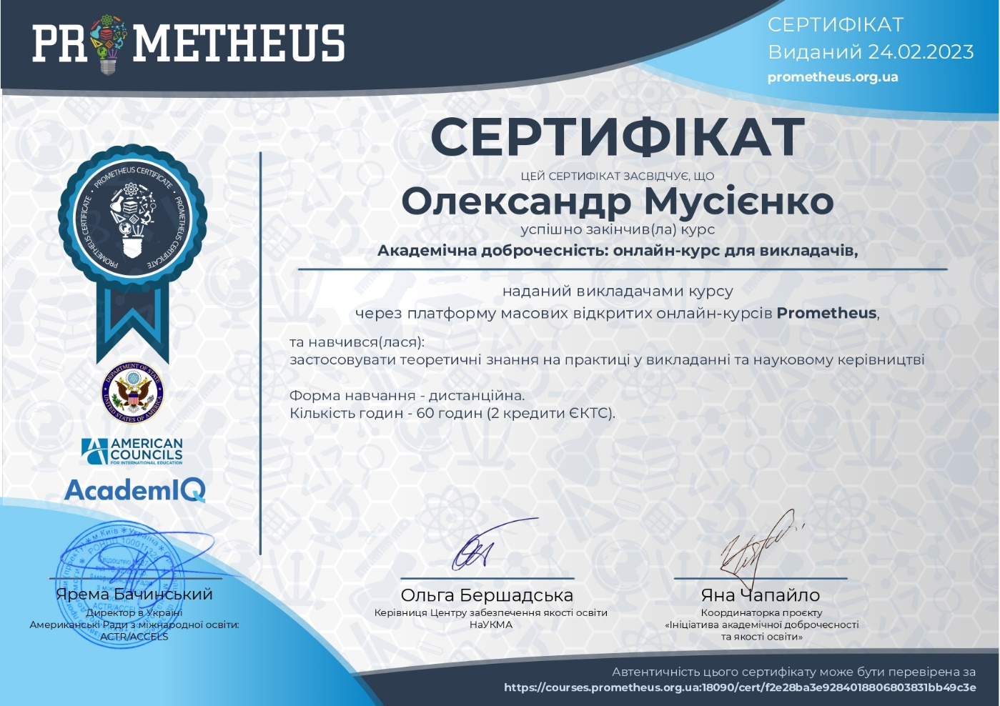 PROMETHEUS
СЕРТИФІКАТ
Виданий 24.02.2023
prometheus.org.ua
СЕРТИФІКАТ
ЦЕЙ СЕРТИФІКАТ ЗАСВІДЧУЄ, ЩО
Олександр Мусієнко
успішно закінчив(ла) курс
Академічна доброчесність: онлайн-курс для викладачів,
наданий викладачами курсу
через платформу масових відкритих онлайн-курсів Prometheus,
та навчився(лася):
застосовувати теоретичні знання на практиці у викладанні та науковому керівництві
Форма навчання - дистанційна.
Кількість годин - 60 годин (2 кредити ЄКТС).
PROMETHEUS CERTIFICATE • PROMETHEUS CERTIFICATE • PROMETHEUS CERTIFICATE
DEPARTMENT OF STATE
UNITED STATES OF AMERICA
AMERICAN
COUNCILS
FOR INTERNATIONAL EDUCATION
AcademIQ
м Київ * Україна *
Ярема Бачинський
Директор в Україні
Американські Ради з міжнародної освіти:
ACTR/ACCELS
Ольга Бершадська
Керівниця Центру забезпечення якості освіти
НаУКМА
Яна Чапайло
Координаторка проєкту
«Ініціатива академічної доброчесності
та якості освіти»
Автентичність цього сертифікату може бути перевірена за
https://courses.prometheus.org.ua:18090/cert/f2e28ba3e9284018806803831bb49c3e